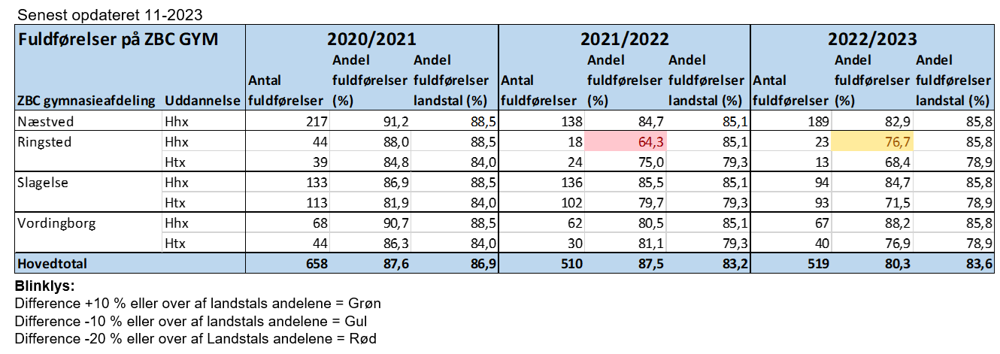 Senest opdateret 11-2023
Fuldførelser på ZBC GYM 2020/2021 2021/2022 2022/2023
Andel Andel Andel Andel Andel Andel
Antal fuldførelser fuldførelser Antal fuldførelser fuldførelser Antal fuldførelser fuldførelser
ZBC gymnasieafdeling Uddannelse fuldførelser (%) landstal (%) fuldførelser (%) landstal (%) fuldførelser (%) landstal (%)
Næstved Hhx 217 91,2 88,5 138 84,7 85,1 189 82,9 85,8
Ringsted Hhx 44 88,0 88,5 18 64,3 85,1 23 76,7 85,8
Htx 39 84,8 84,0 24 75,0 79,3 13 68,4 78,9
Slagelse Hhx 133 86,9 88,5 136 85,5 85,1 94 84,7 85,8
Htx 113 81,9 84,0 102 79,7 79,3 93 71,5 78,9
Vordingborg Hhx 68 90,7 88,5 62 80,5 85,1 67 88,2 85,8
Htx 44 86,3 84,0 30 81,1 79,3 40 76,9 78,9
Hovedtotal 658 87,6 86,9 510 87,5 83,2 519 80,3 83,6
Blinklys:
Difference +10 % eller over af landstals andelene = Grøn
Difference -10 % eller over af landstals andelene = Gul
Difference -20 % eller over af Landstals andelene = Rød